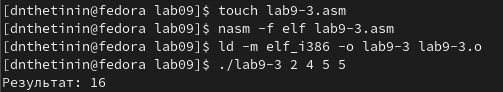 [dnthetinin@fedora lab09]$ touch lab9-3.asm
[dnthetinin@fedora lab09]$ nasm -f elf lab9-3.asm
[dnthetinin@fedora lab09]$ ld -m elf_i386 -o lab9-3 lab9-3.o
[dnthetinin@fedora lab09]$ ./lab9-3 2 4 5 5
Результат: 16